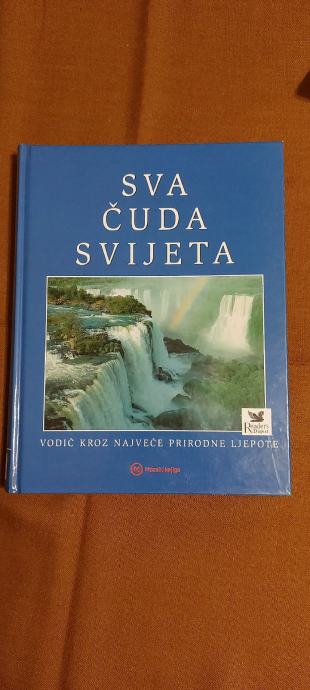 SVA
ČUDA
SVIJETA
Reader's
Digest
VODIČ KROZ NAJVEĆE PRIRODNE LJEPOTE
Mozaik knjiga